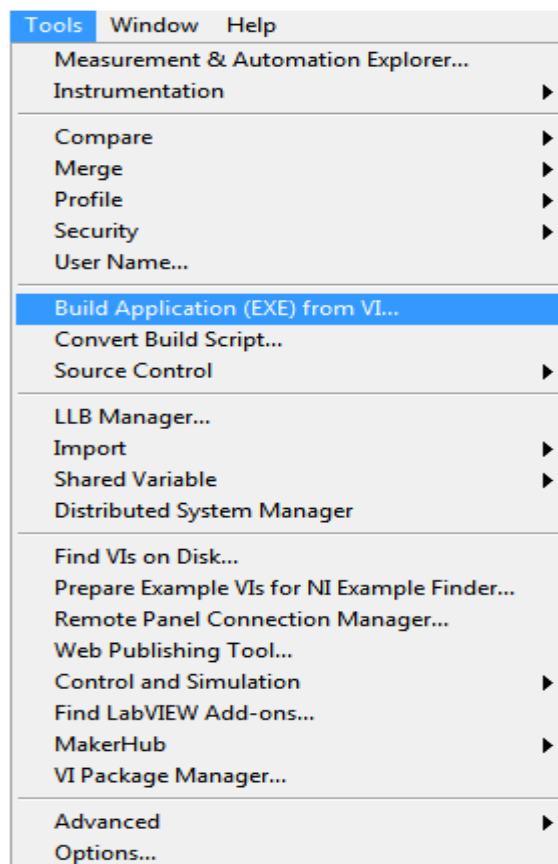 Tools Window Help
Measurement & Automation Explorer...
Instrumentation
Compare
Merge
Profile
Security
User Name...
Build Application (EXE) from VI...
Convert Build Script...
Source Control
LLB Manager...
Import
Shared Variable
Distributed System Manager
Find VIs on Disk...
Prepare Example VIs for NI Example Finder...
Remote Panel Connection Manager...
Web Publishing Tool...
Control and Simulation
Find LabVIEW Add-ons...
MakerHub
VI Package Manager...
Advanced
Options...